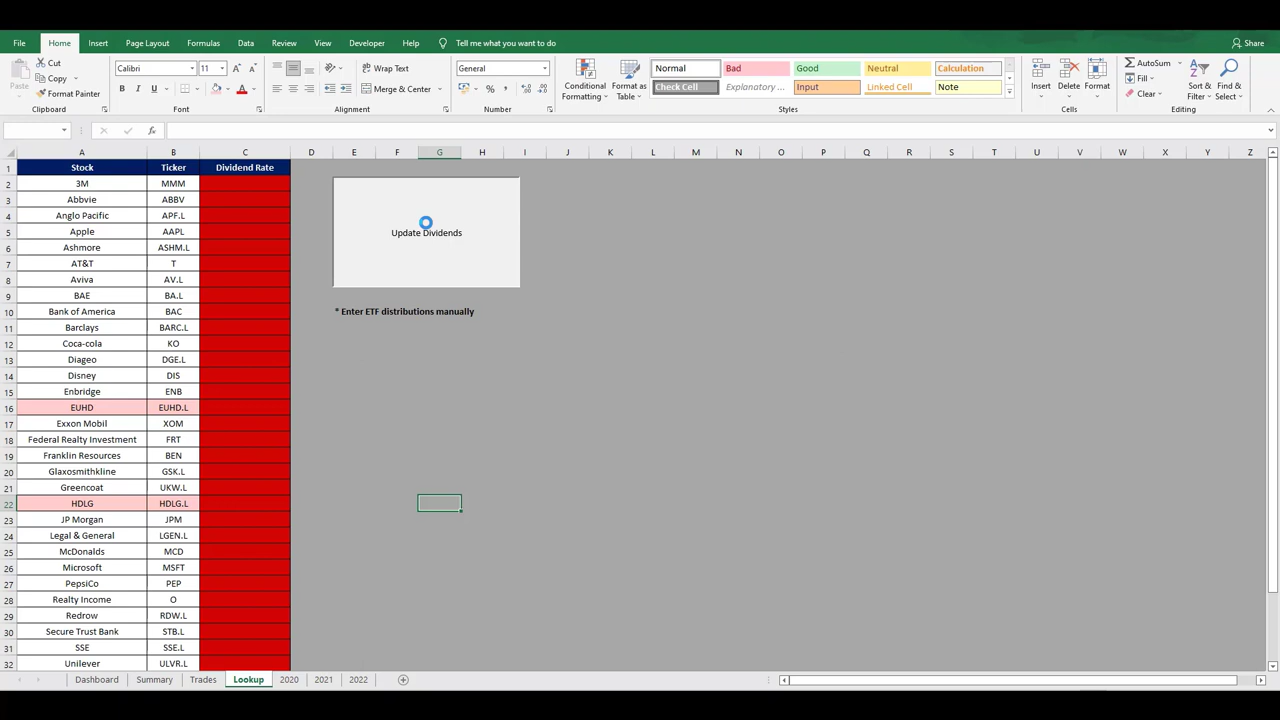 File Home Insert Page Layout Formulas Data Review View Developer Help Tell me what you want to do Share
Paste
Cut
Copy
Format Painter
Clipboard
Calibri 11
B I U
Font
Wrap Text
Merge & Center
Alignment
General
%
Number
Conditional Formatting
Format as Table
Normal Bad Good Neutral Calculation
Check Cell Explanatory ... Input Linked Cell Note
Styles
Insert Delete Format
Cells
AutoSum
Fill
Clear
Sort & Filter
Find & Select
Editing
fx
A B C D E F G H I J K L M N O P Q R S T U V W X Y Z
1 Stock Ticker Dividend Rate
2 3M MMM
3 Abbvie ABBV
4 Anglo Pacific APF.L
5 Apple AAPL
6 Ashmore ASHM.L
7 AT&T T
8 Aviva AV.L
9 BAE BA.L
10 Bank of America BAC
11 Barclays BARC.L
12 Coca-cola KO
13 Diageo DGE.L
14 Disney DIS
15 Enbridge ENB
16 EUHD EUHD.L
17 Exxon Mobil XOM
18 Federal Realty Investment FRT
19 Franklin Resources BEN
20 Glaxosmithkline GSK.L
21 Greencoat UKW.L
22 HDLG HDLG.L
23 JP Morgan JPM
24 Legal & General LGEN.L
25 McDonalds MCD
26 Microsoft MSFT
27 PepsiCo PEP
28 Realty Income O
29 Redrow RDW.L
30 Secure Trust Bank STB.L
31 SSE SSE.L
32 Unilever ULVR.L
Update Dividends
* Enter ETF distributions manually
Dashboard Summary Trades Lookup 2020 2021 2022